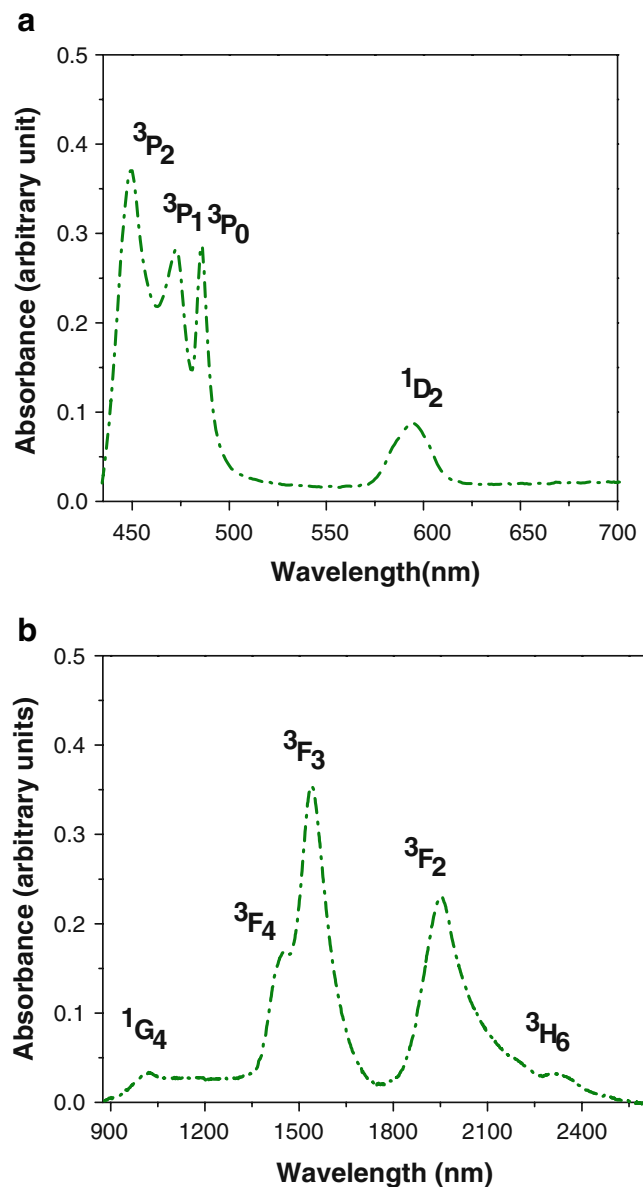 a
0.5
0.4
0.3
0.2
0.1
0.0
Absorbance (arbitrary unit)
³P₂
³P₁ ³P₀
¹D₂
450 500 550 600 650 700
Wavelength(nm)
b
0.5
0.4
0.3
0.2
0.1
0.0
Absorbance (arbitrary units)
³F₃
³F₂
³F₄
¹G₄
³H₆
900 1200 1500 1800 2100 2400
Wavelength (nm)